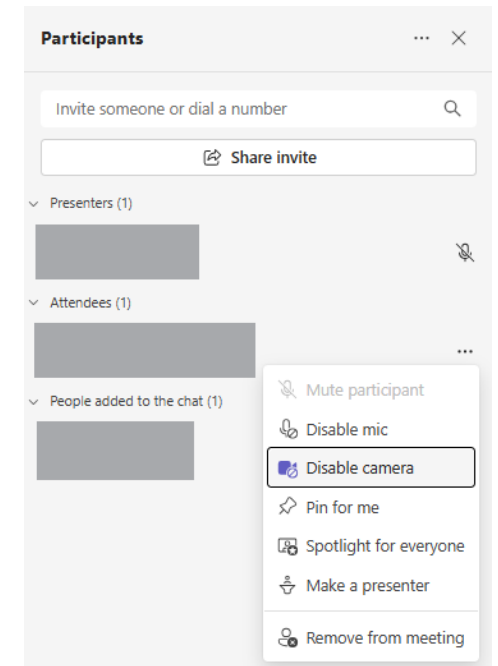 Participants
Invite someone or dial a number
Share invite
Presenters (1)
Attendees (1)
People added to the chat (1)
Mute participant
Disable mic
Disable camera
Pin for me
Spotlight for everyone
Make a presenter
Remove from meeting